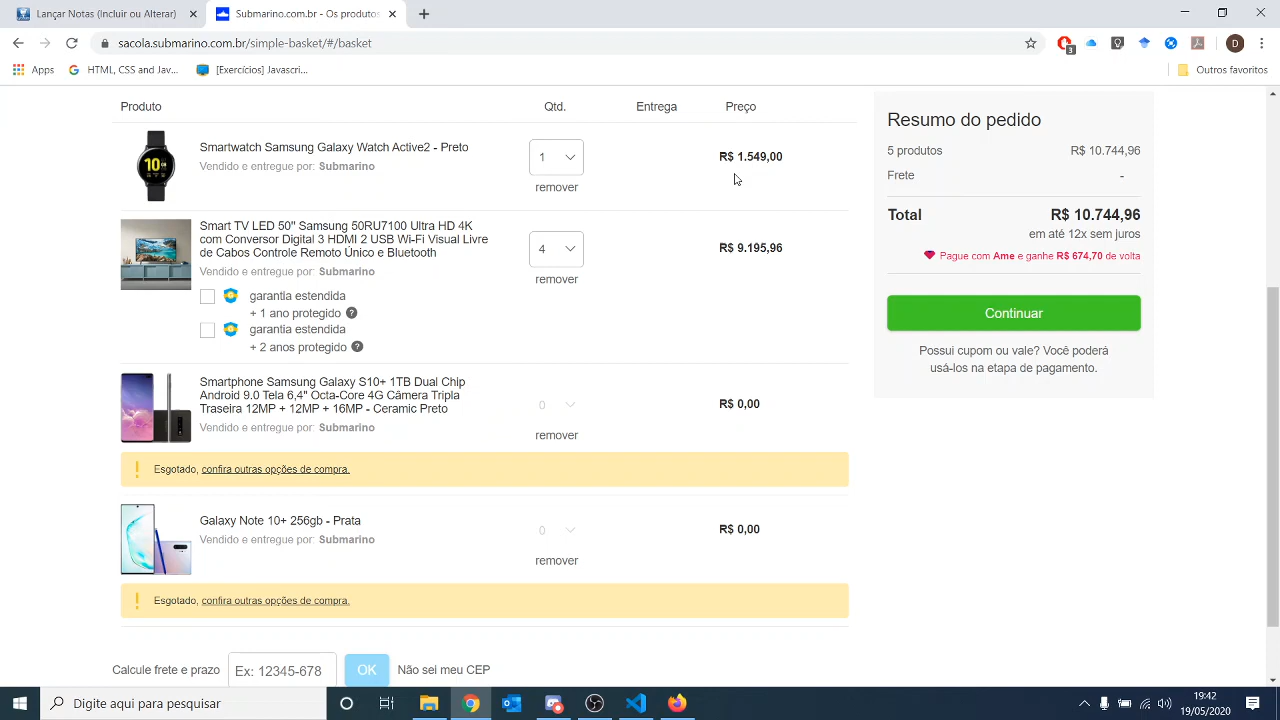 Lançar Notas (Incluir ou Alterar)
Submarino.com.br - Os produtos
sacola.submarino.com.br/simple-basket/#/basket
3
D
Apps
HTML, CSS and Jav...
[Exercícios] Javascri...
Outros favoritos
Produto
Qtd.
Entrega
Preço
Smartwatch Samsung Galaxy Watch Active2 - Preto
Vendido e entregue por: Submarino
1
remover
R$ 1.549,00
Smart TV LED 50" Samsung 50RU7100 Ultra HD 4K
com Conversor Digital 3 HDMI 2 USB Wi-Fi Visual Livre
de Cabos Controle Remoto Único e Bluetooth
Vendido e entregue por: Submarino
4
remover
R$ 9.195,96
garantia estendida
+ 1 ano protegido ?
garantia estendida
+ 2 anos protegido ?
Smartphone Samsung Galaxy S10+ 1TB Dual Chip
Android 9.0 Tela 6,4" Octa-Core 4G Câmera Tripla
Traseira 12MP + 12MP + 16MP - Ceramic Preto
Vendido e entregue por: Submarino
0
remover
R$ 0,00
! Esgotado, confira outras opções de compra.
Galaxy Note 10+ 256gb - Prata
Vendido e entregue por: Submarino
0
remover
R$ 0,00
! Esgotado, confira outras opções de compra.
Calcule frete e prazo
Ex: 12345-678
OK
Não sei meu CEP
Resumo do pedido
5 produtos R$ 10.744,96
Frete -
Total R$ 10.744,96
em até 12x sem juros
Pague com Ame e ganhe R$ 674,70 de volta
Continuar
Possui cupom ou vale? Você poderá
usá-los na etapa de pagamento.
Digite aqui para pesquisar
19:42
19/05/2020